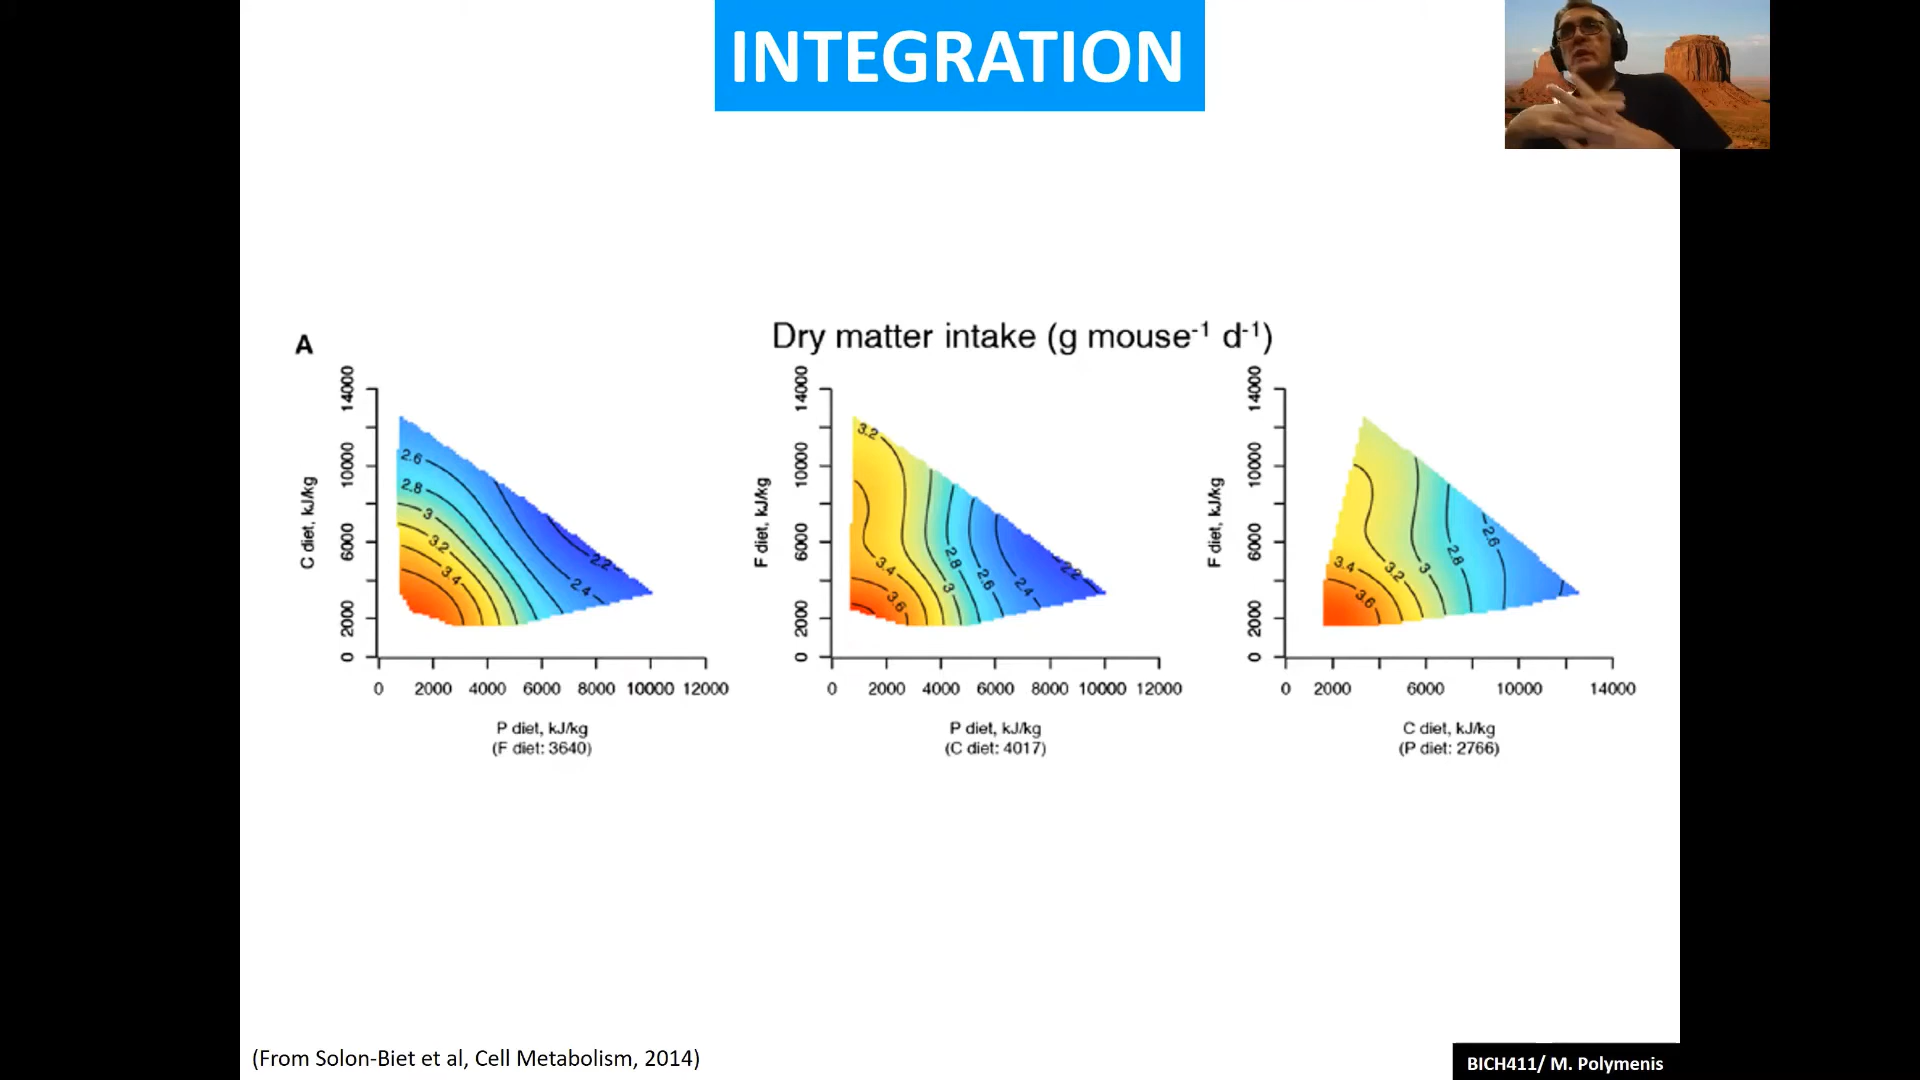 INTEGRATION
A
Dry matter intake (g mouse⁻¹ d⁻¹)
C diet, kJ/kg
0 2000 6000 10000 14000
2.6
2.8
3
3.2
3.4
2.4
2.2
0 2000 4000 6000 8000 10000 12000
P diet, kJ/kg
(F diet: 3640)
F diet, kJ/kg
0 2000 6000 10000 14000
3.2
3.4
3.6
3
2.8
2.6
2.4
2.2
0 2000 4000 6000 8000 10000 12000
P diet, kJ/kg
(C diet: 4017)
F diet, kJ/kg
0 2000 6000 10000 14000
3.4
3.6
3.2
3
2.8
2.6
0 2000 6000 10000 14000
C diet, kJ/kg
(P diet: 2766)
(From Solon-Biet et al, Cell Metabolism, 2014)
BICH411/ M. Polymenis